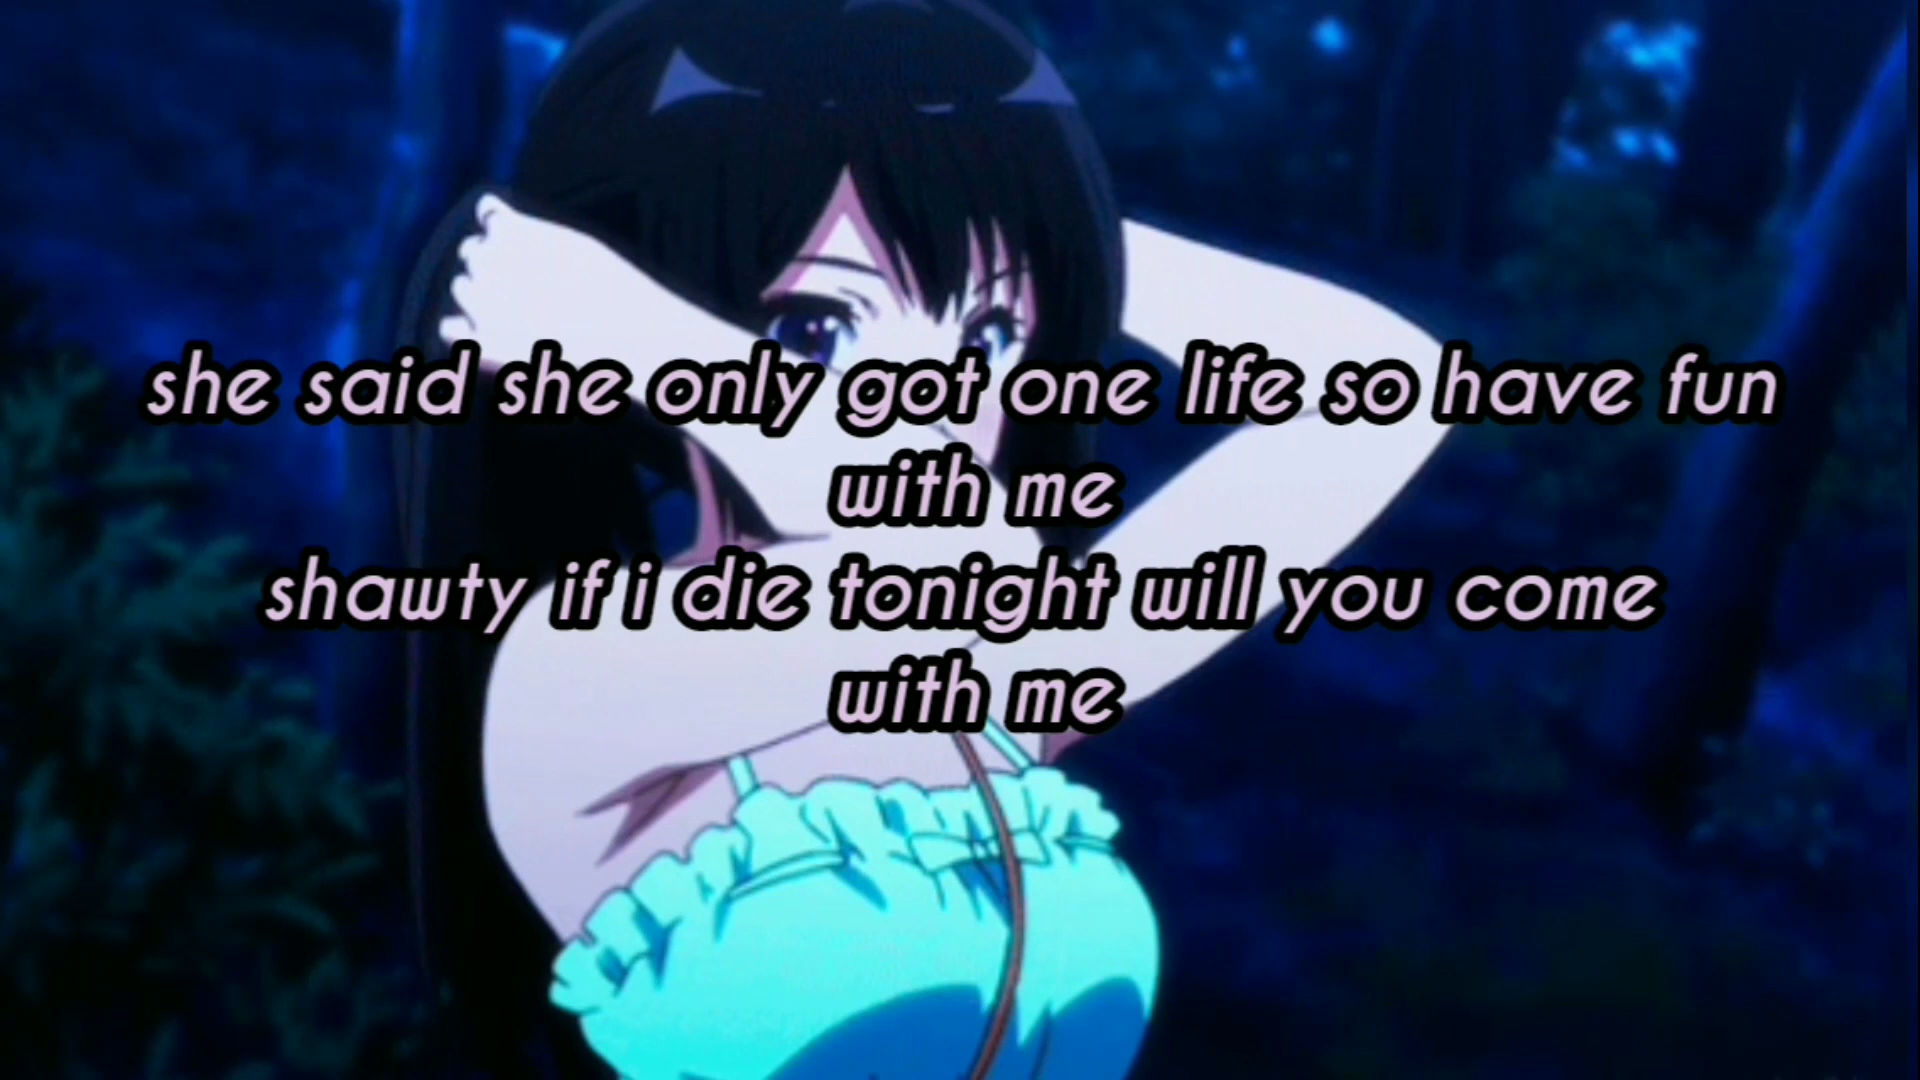 she said she only got one life so have fun
with me
shawty if i die tonight will you come
with me